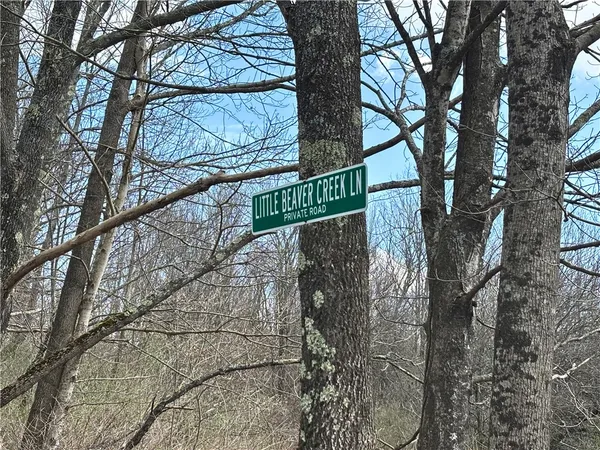 LITTLE BEAVER CREEK LN
PRIVATE ROAD